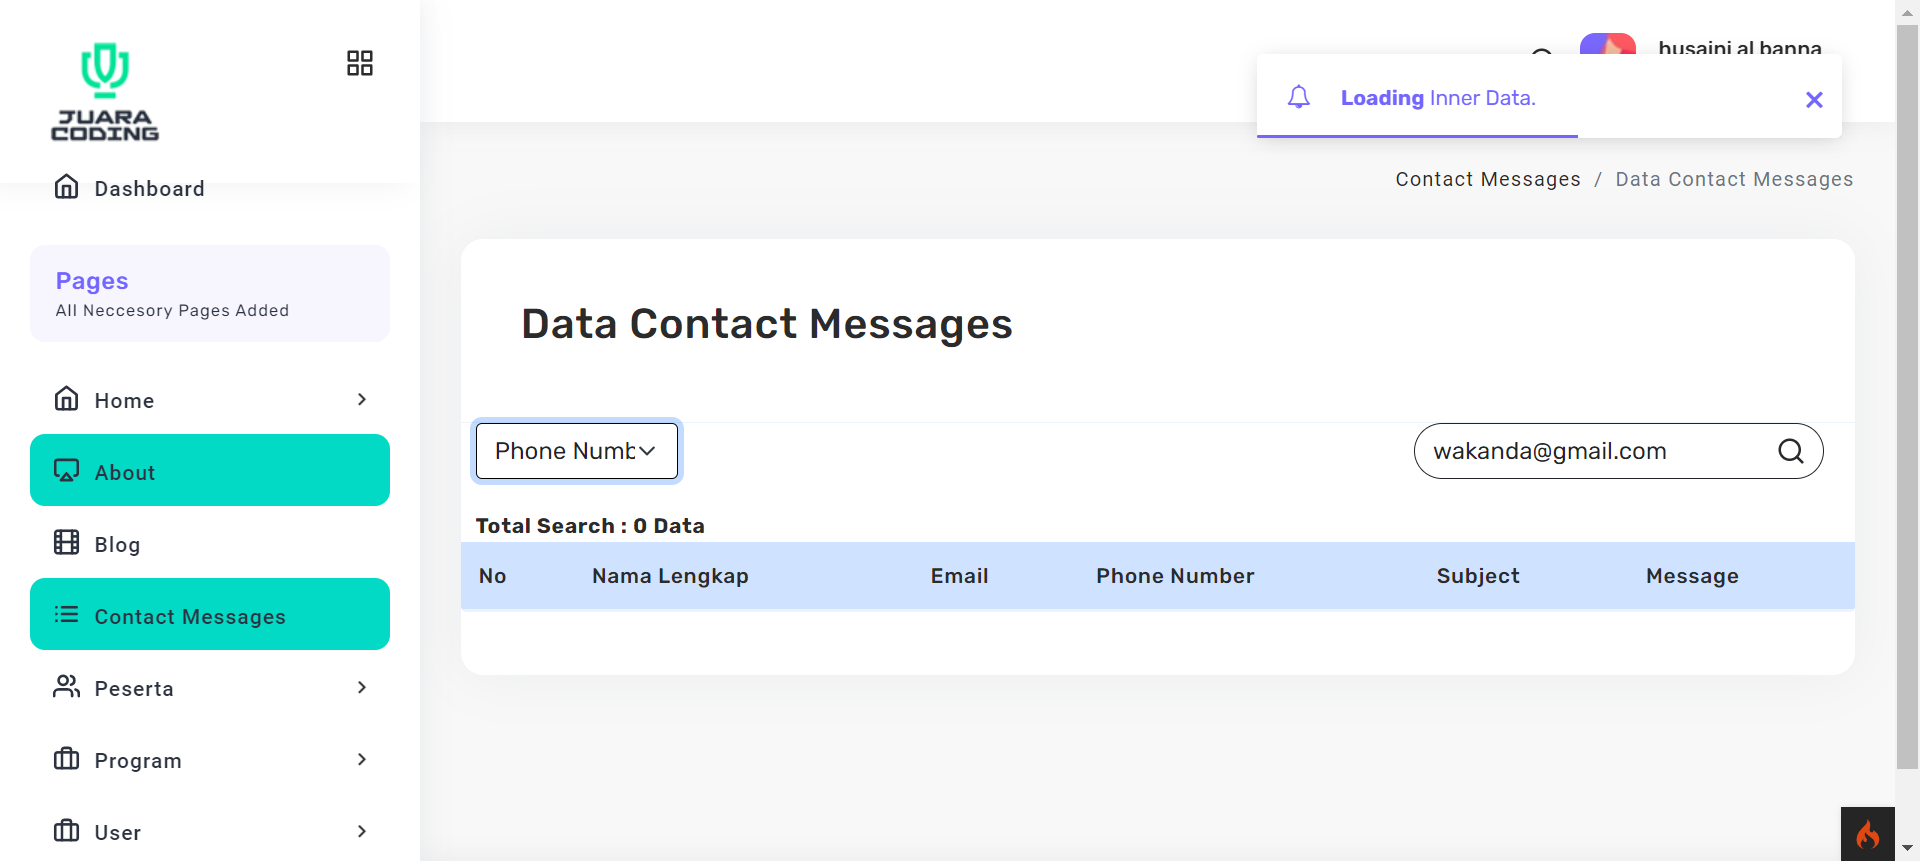 JUARA
CODING
Dashboard
Pages
All Neccesory Pages Added
Home
About
Blog
Contact Messages
Peserta
Program
User
husaini al banna
Loading Inner Data.
Contact Messages / Data Contact Messages
Data Contact Messages
Phone Numb
wakanda@gmail.com
Total Search : 0 Data
No Nama Lengkap Email Phone Number Subject Message